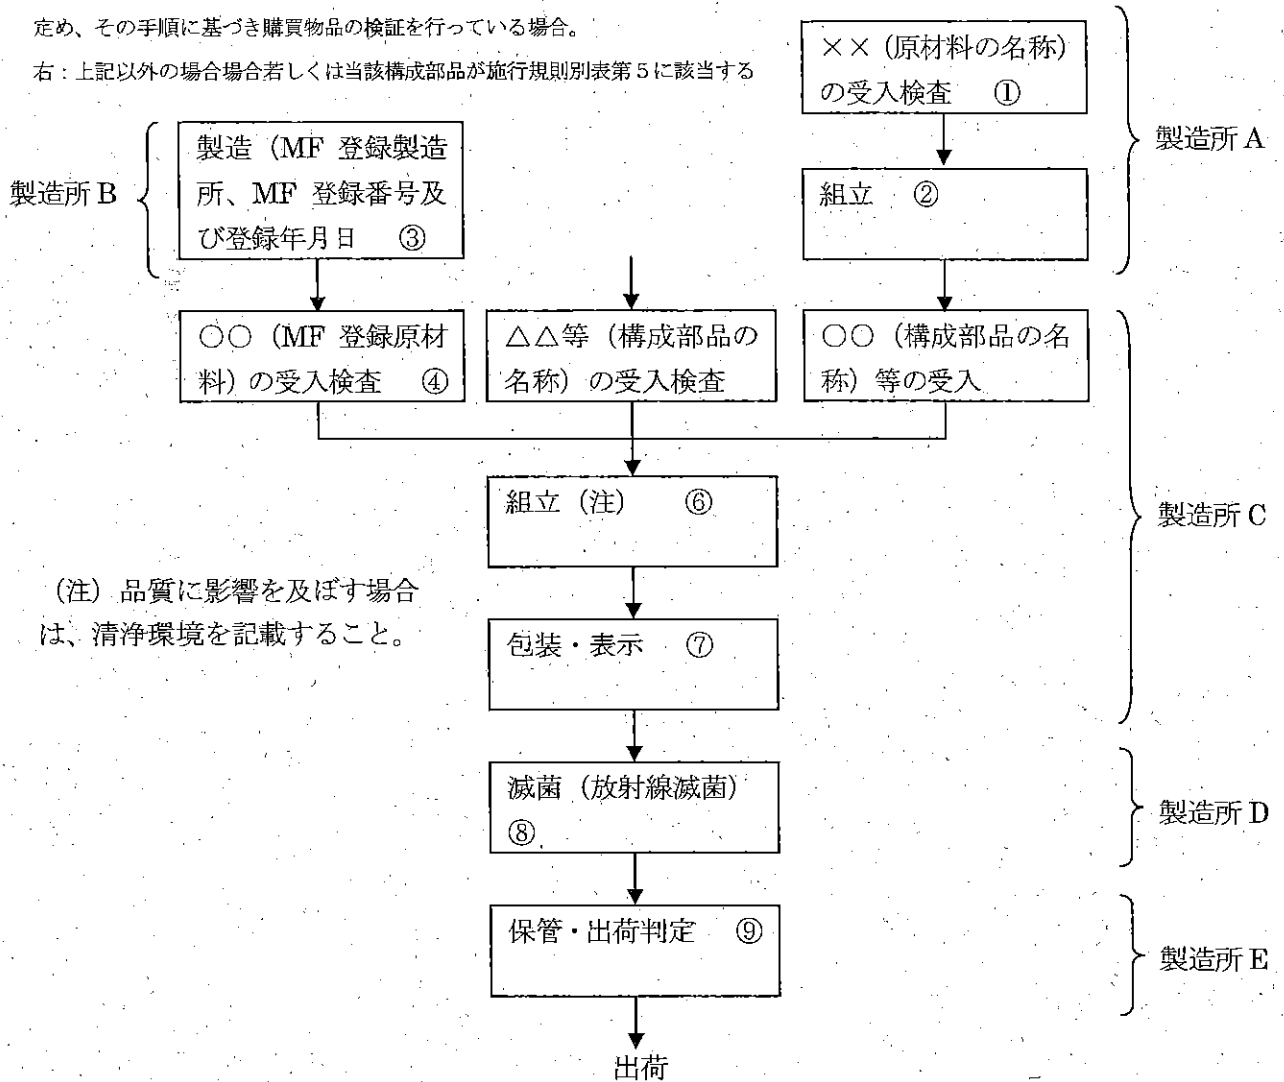 定め、その手順に基づき購買物品の検証を行っている場合。
右：上記以外の場合場合若しくは当該構成部品が施行規則別表第５に該当する
××（原材料の名称）
の受入検査　①
製造所 A
組立　②
製造所 B
製造（MF 登録製造
所、MF 登録番号及
び登録年月日　③
○○（MF 登録原材
料）の受入検査　④
△△等（構成部品の
名称）の受入検査
○○（構成部品の名
称）等の受入
組立（注）　⑥
製造所 C
（注）品質に影響を及ぼす場合
は、清浄環境を記載すること。
包装・表示　⑦
滅菌（放射線滅菌）
⑧
製造所 D
保管・出荷判定　⑨
製造所 E
出荷